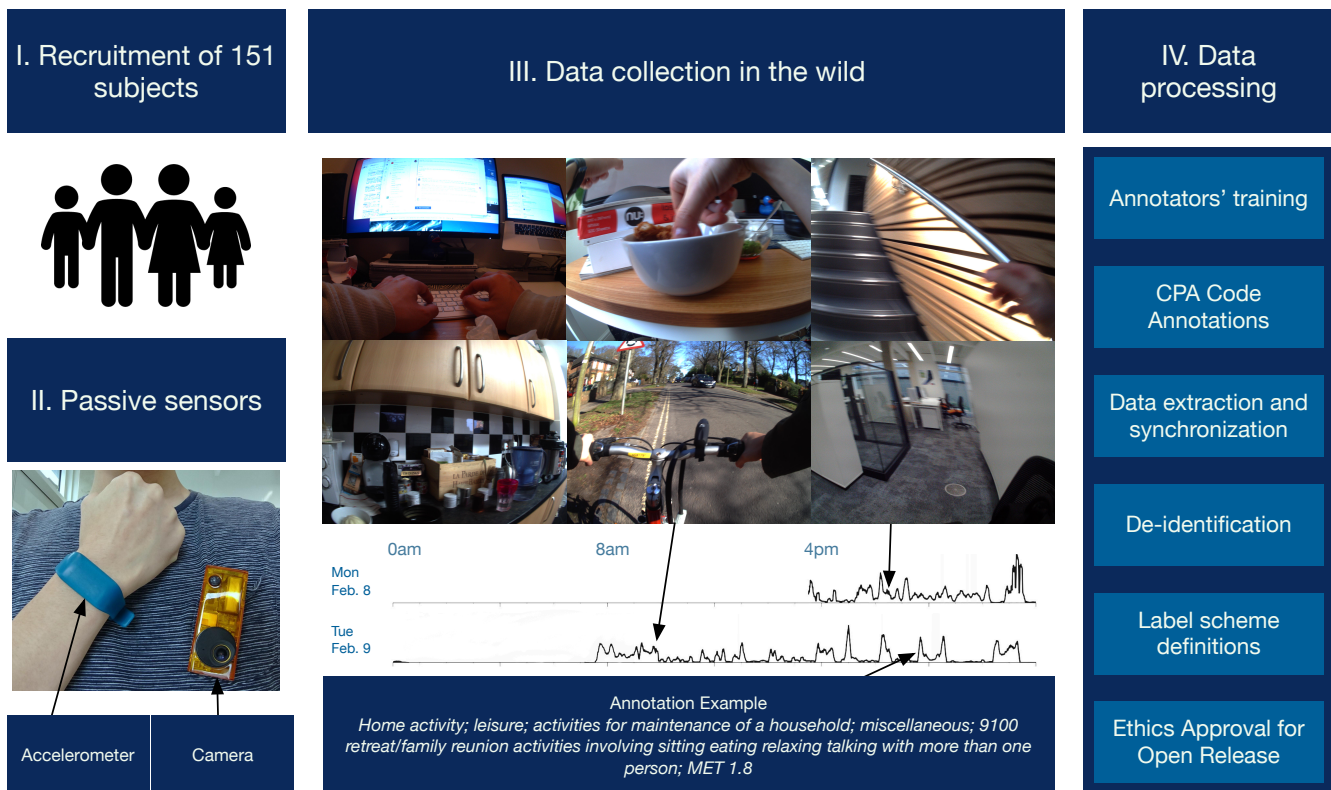 I. Recruitment of 151
subjects
II. Passive sensors
Accelerometer
Camera
III. Data collection in the wild
nu:
0am
8am
4pm
Mon
Feb. 8
Tue
Feb. 9
Annotation Example
Home activity; leisure; activities for maintenance of a household; miscellaneous; 9100
retreat/family reunion activities involving sitting eating relaxing talking with more than one
person; MET 1.8
IV. Data
processing
Annotators’ training
CPA Code
Annotations
Data extraction and
synchronization
De-identification
Label scheme
definitions
Ethics Approval for
Open Release